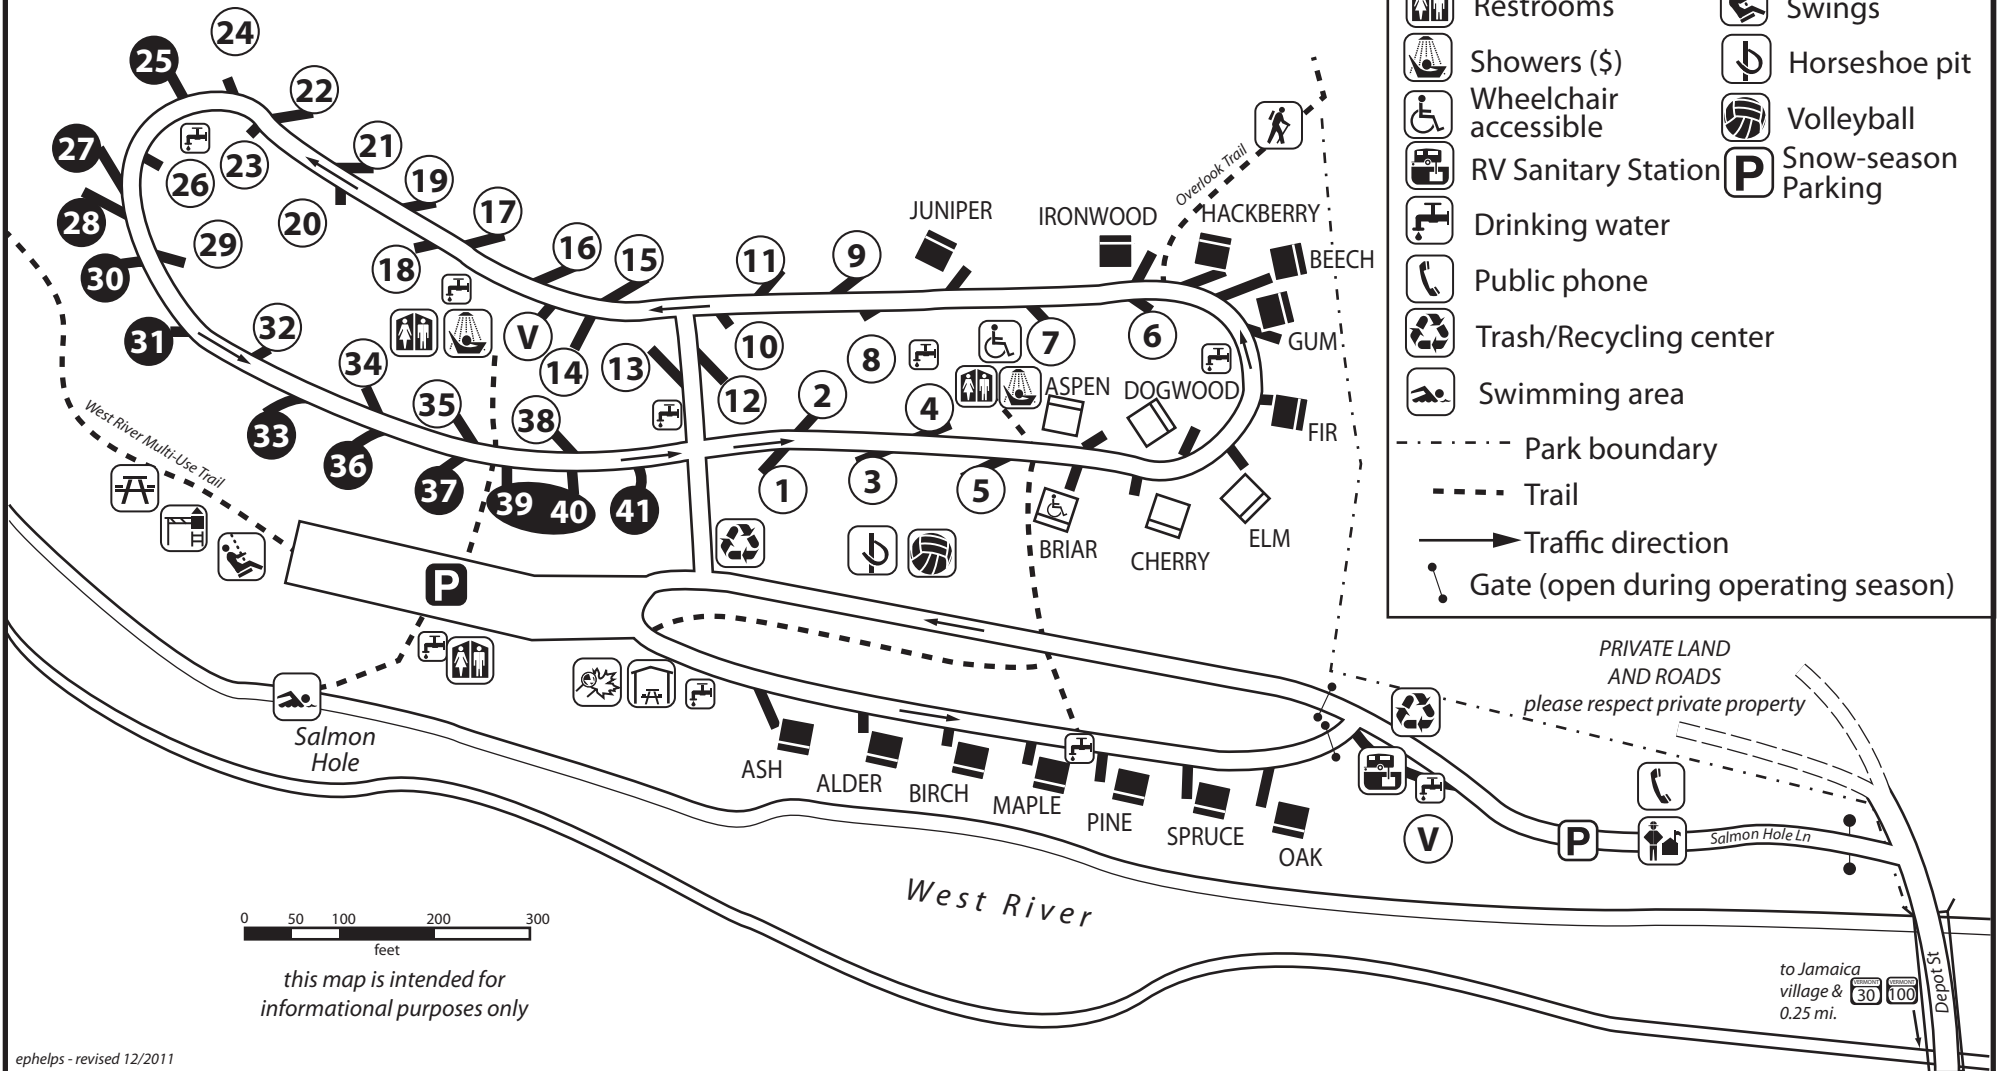 24
25
22
27
21
23
26
19
28
17
20
29
16
18
15
30
11
9
JUNIPER
IRONWOOD
Overlook Trail
HACKBERRY
BEECH
31
32
V
14
13
10
8
7
6
GUM
34
35
38
12
2
4
ASPEN
DOGWOOD
FIR
33
36
37
39
40
41
1
3
5
BRIAR
CHERRY
ELM
West River Multi-Use Trail
P
Salmon
Hole
ASH
ALDER
BIRCH
MAPLE
PINE
SPRUCE
OAK
V
P
Salmon Hole Ln
West River
Depot St
PRIVATE LAND
AND ROADS
please respect private property
to Jamaica
village &
0.25 mi.
VERMONT
30
VERMONT
100
0 50 100 200 300
feet
this map is intended for
informational purposes only
ephelps - revised 12/2011
Restrooms
Showers ($)
Wheelchair
accessible
RV Sanitary Station
Drinking water
Public phone
Trash/Recycling center
Swimming area
Swings
Horseshoe pit
Volleyball
P Snow-season
Parking
Park boundary
Trail
Traffic direction
Gate (open during operating season)